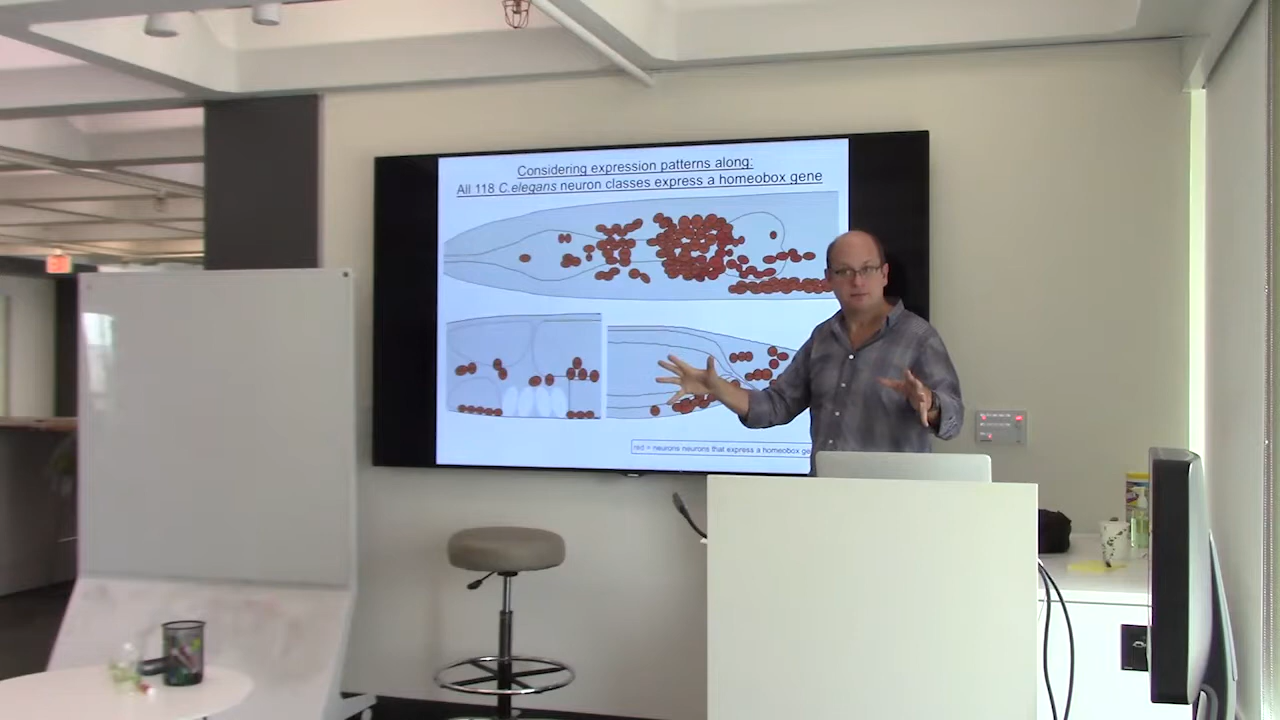 Considering expression patterns along:
All 118 C.elegans neuron classes express a homeobox gene
red = neurons neurons that express a homeobox ge